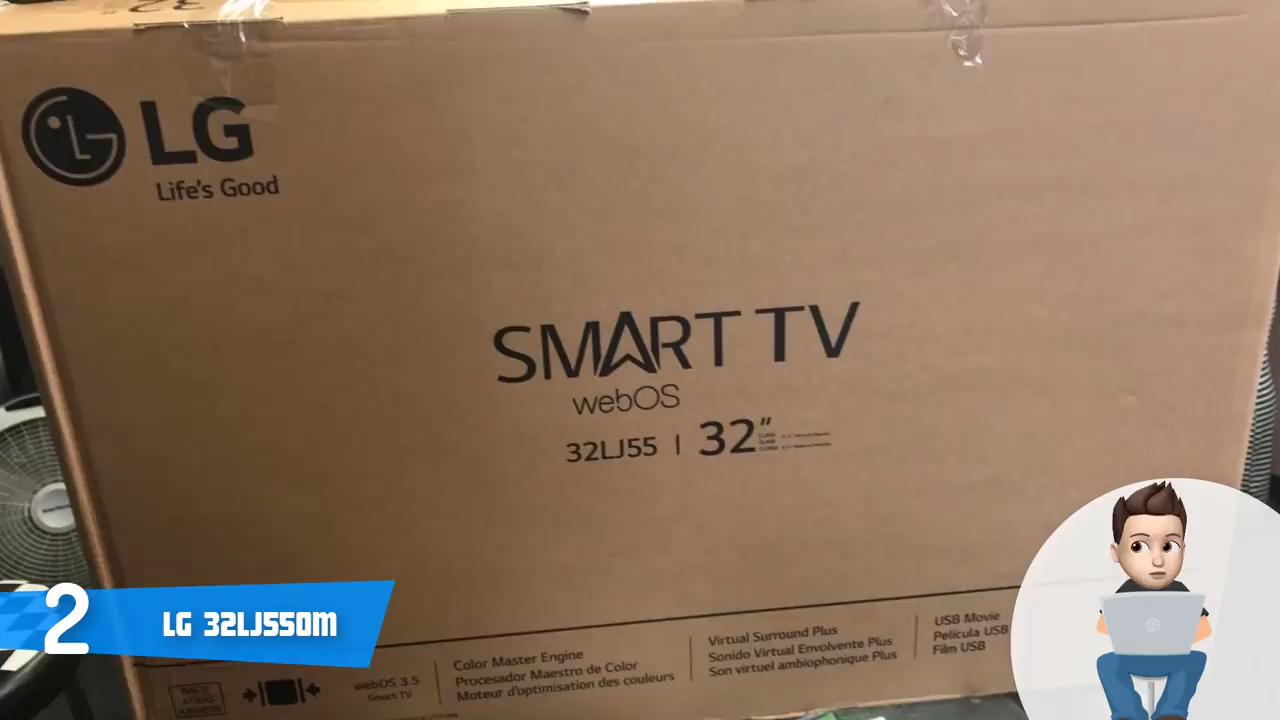 LG
Life's Good
SMART TV
webOS
32LJ55 | 32"
2
LG 32LJ550M
BACK
ATRÁS
webOS 3.5
Smart TV
Color Master Engine
Procesador Maestro de Color
Moteur d'optimisation des couleurs
Virtual Surround Plus
Sonido Virtual Envolvente Plus
Son virtuel ambiophonique Plus
USB Movie
Película USB
Film USB